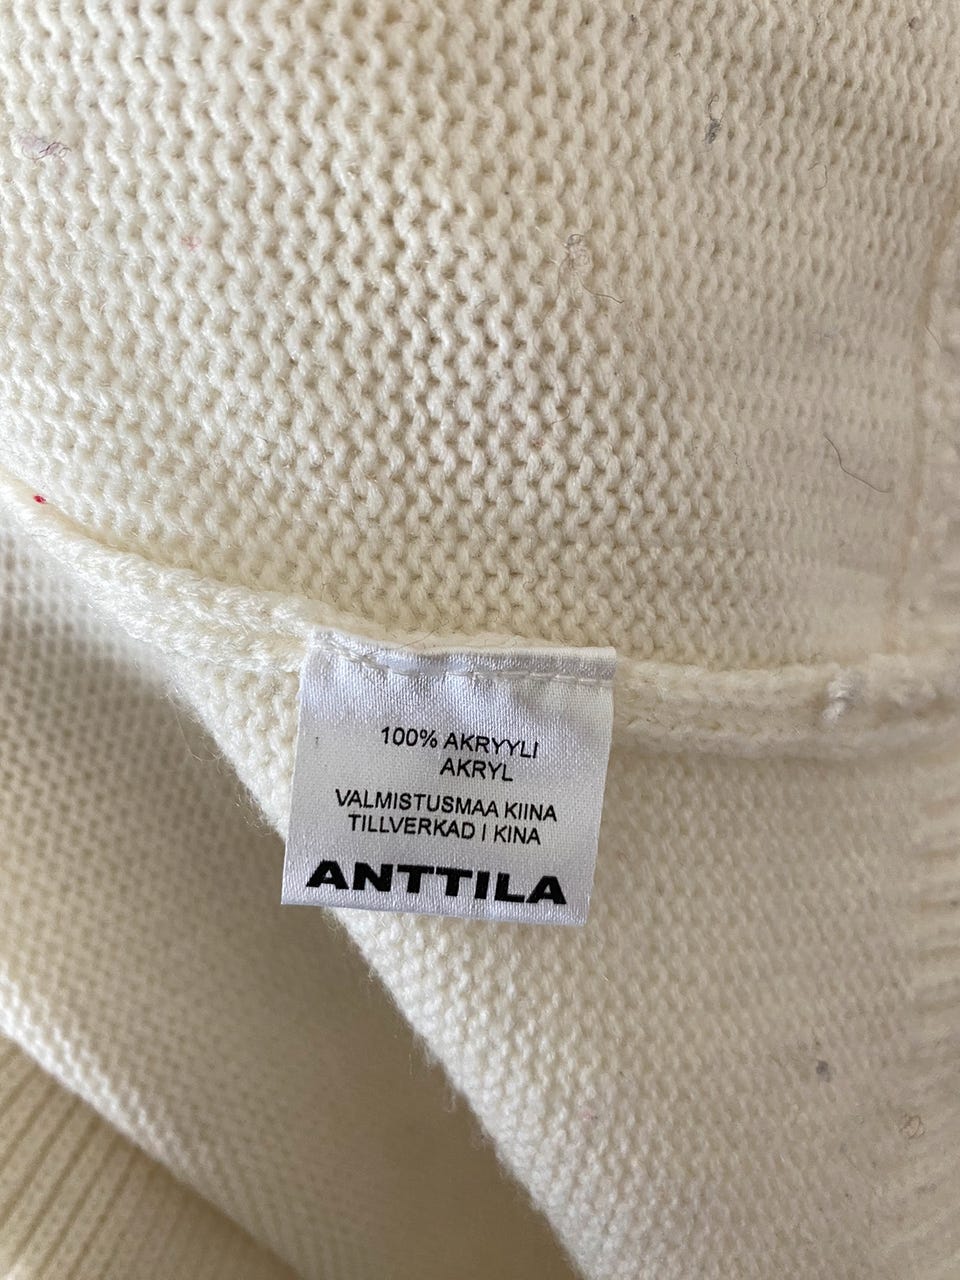 100% AKRYYLI
AKRYL
VALMISTUSMAA KIINA
TILLVERKAD I KINA
ANTTILA